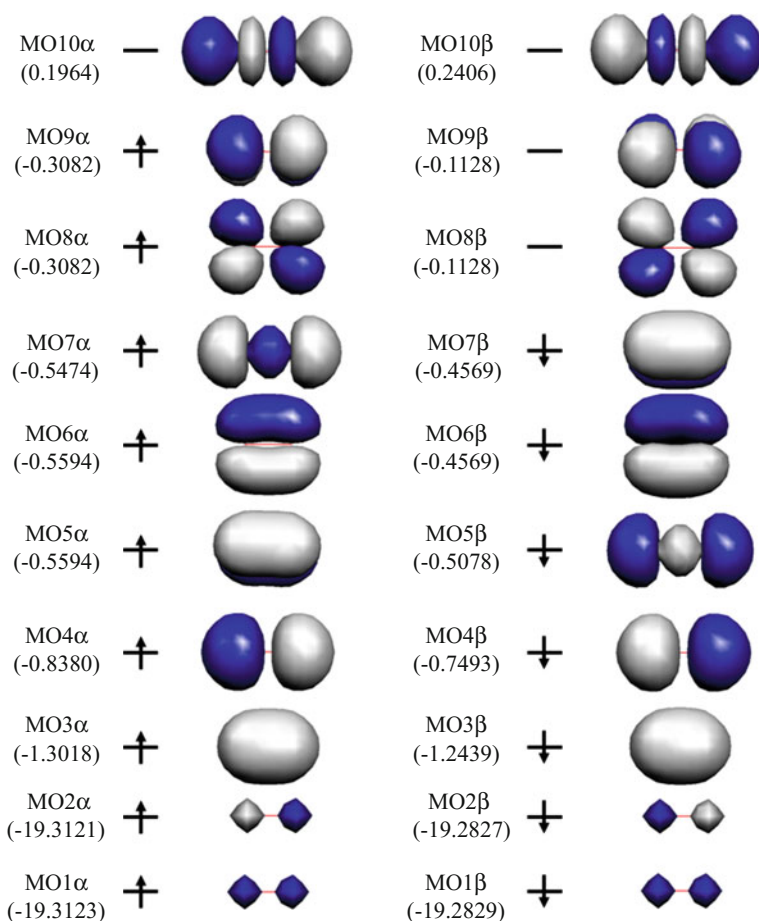 MO10α
(0.1964)
MO10β
(0.2406)
MO9α
(-0.3082)
MO9β
(-0.1128)
MO8α
(-0.3082)
MO8β
(-0.1128)
MO7α
(-0.5474)
MO7β
(-0.4569)
MO6α
(-0.5594)
MO6β
(-0.4569)
MO5α
(-0.5594)
MO5β
(-0.5078)
MO4α
(-0.8380)
MO4β
(-0.7493)
MO3α
(-1.3018)
MO3β
(-1.2439)
MO2α
(-19.3121)
MO2β
(-19.2827)
MO1α
(-19.3123)
MO1β
(-19.2829)